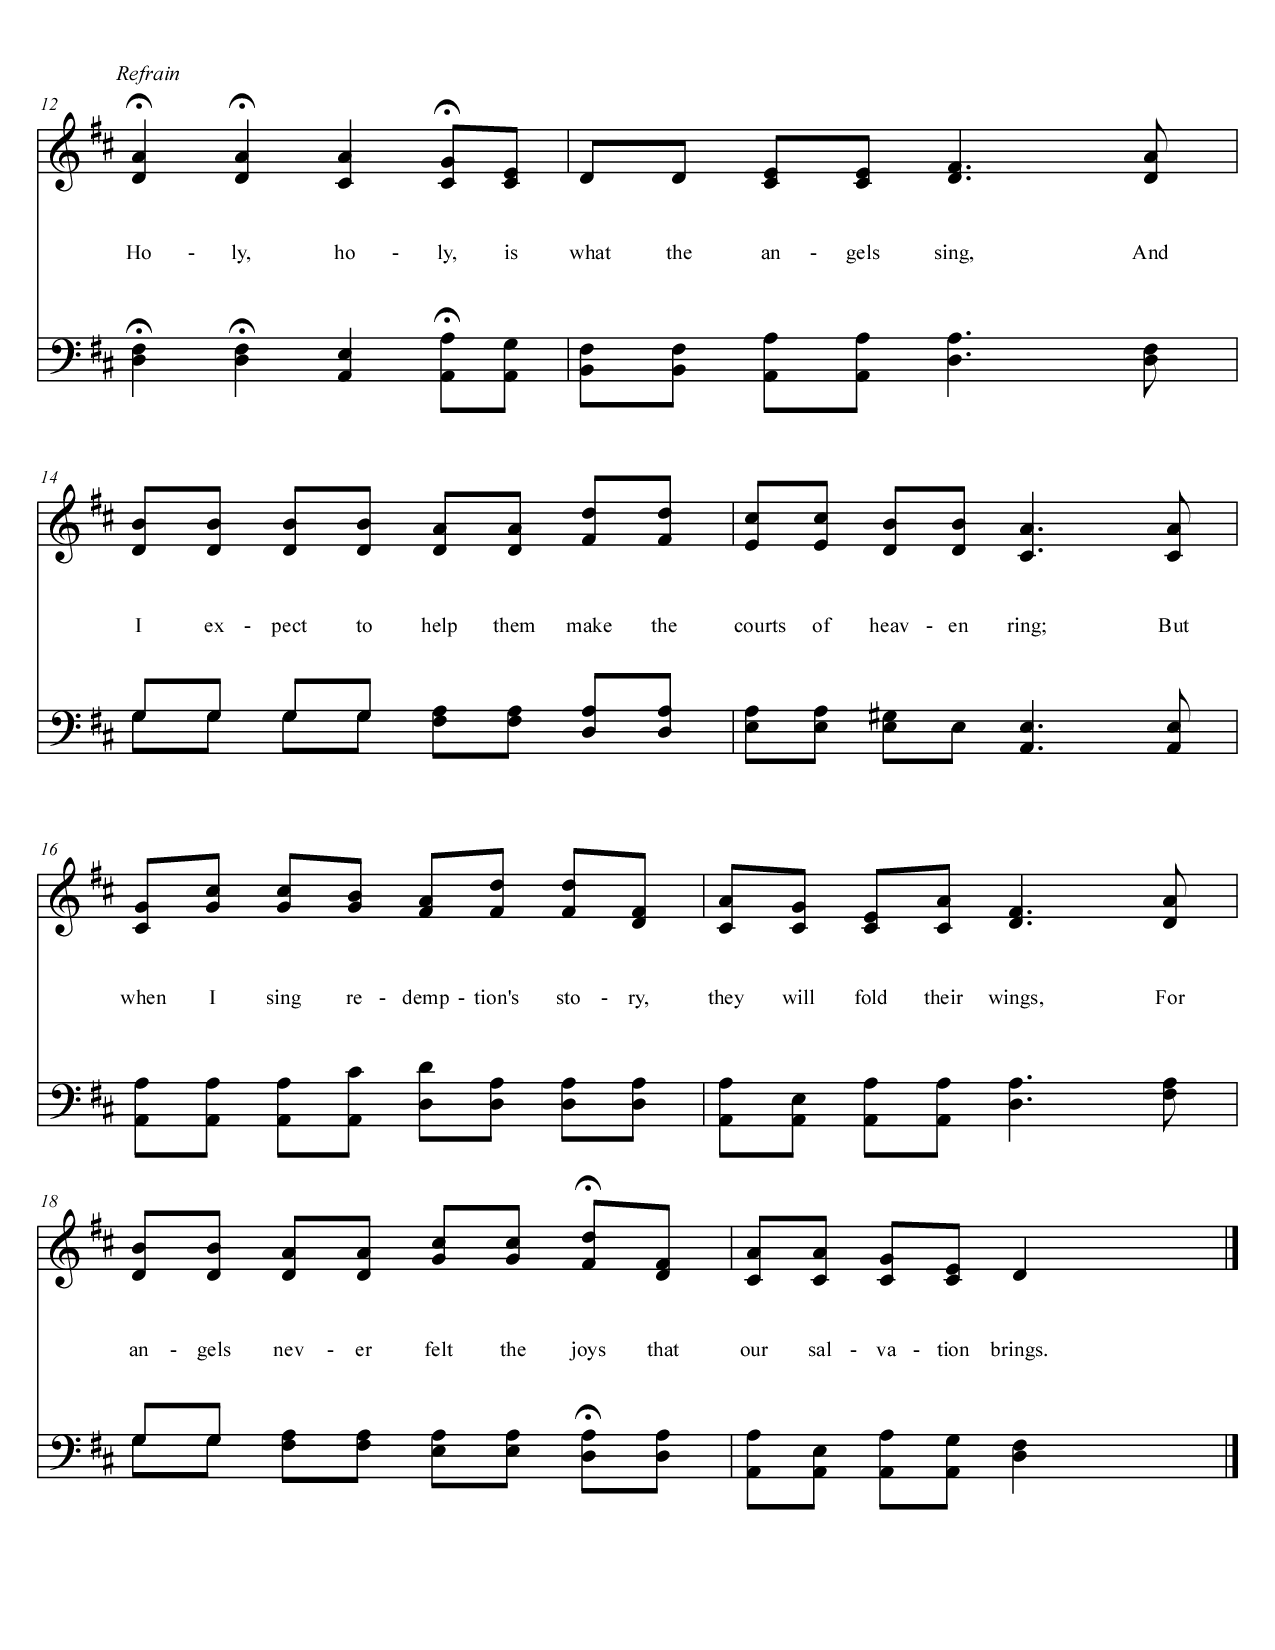 Refrain
12
Ho - ly, ho - ly, is what the an - gels sing, And
14
I ex - pect to help them make the courts of heav - en ring; But
16
when I sing re - demp - tion's sto - ry, they will fold their wings, For
18
an - gels nev - er felt the joys that our sal - va - tion brings.